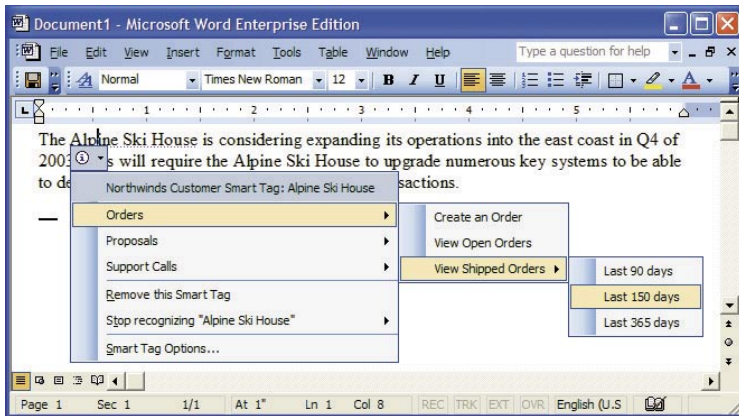 Document1 - Microsoft Word Enterprise Edition
File Edit View Insert Format Tools Table Window Help Type a question for help
Normal Times New Roman 12 B I U
1 2 3 4 5
The Alpine Ski House is considering expanding its operations into the east coast in Q4 of
2003 s will require the Alpine Ski House to upgrade numerous key systems to be able
to de sactions.
Northwinds Customer Smart Tag: Alpine Ski House
Orders
Create an Order
Proposals
View Open Orders
Support Calls
View Shipped Orders
Last 90 days
Remove this Smart Tag
Last 150 days
Stop recognizing "Alpine Ski House"
Last 365 days
Smart Tag Options...
Page 1 Sec 1 1/1 At 1" Ln 1 Col 8 REC TRK EXT OVR English (U.S